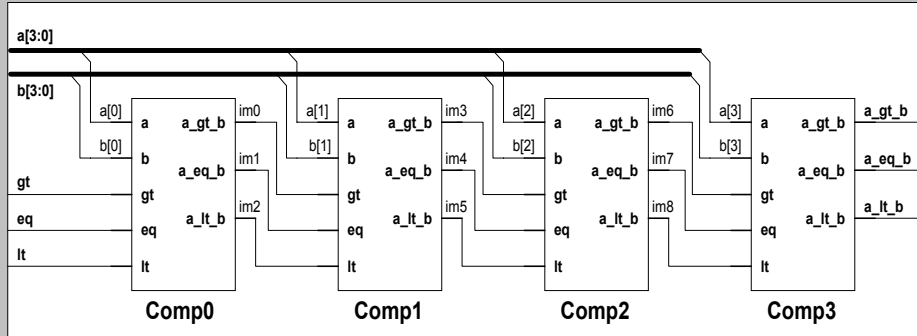 a[3:0]
b[3:0]
a[0] im0 a[1] im3 a[2] im6 a[3] a_gt_b
a a_gt_b a a_gt_b a a_gt_b a a_gt_b
b[0] b[1] b[2] b[3]
b b b b
im1 im4 im7 a_eq_b
a_eq_b a_eq_b a_eq_b a_eq_b
gt
gt gt gt gt
im2 im5 im8 a_lt_b
eq a_lt_b a_lt_b a_lt_b a_lt_b
eq eq eq eq
lt
lt lt lt lt
Comp0 Comp1 Comp2 Comp3